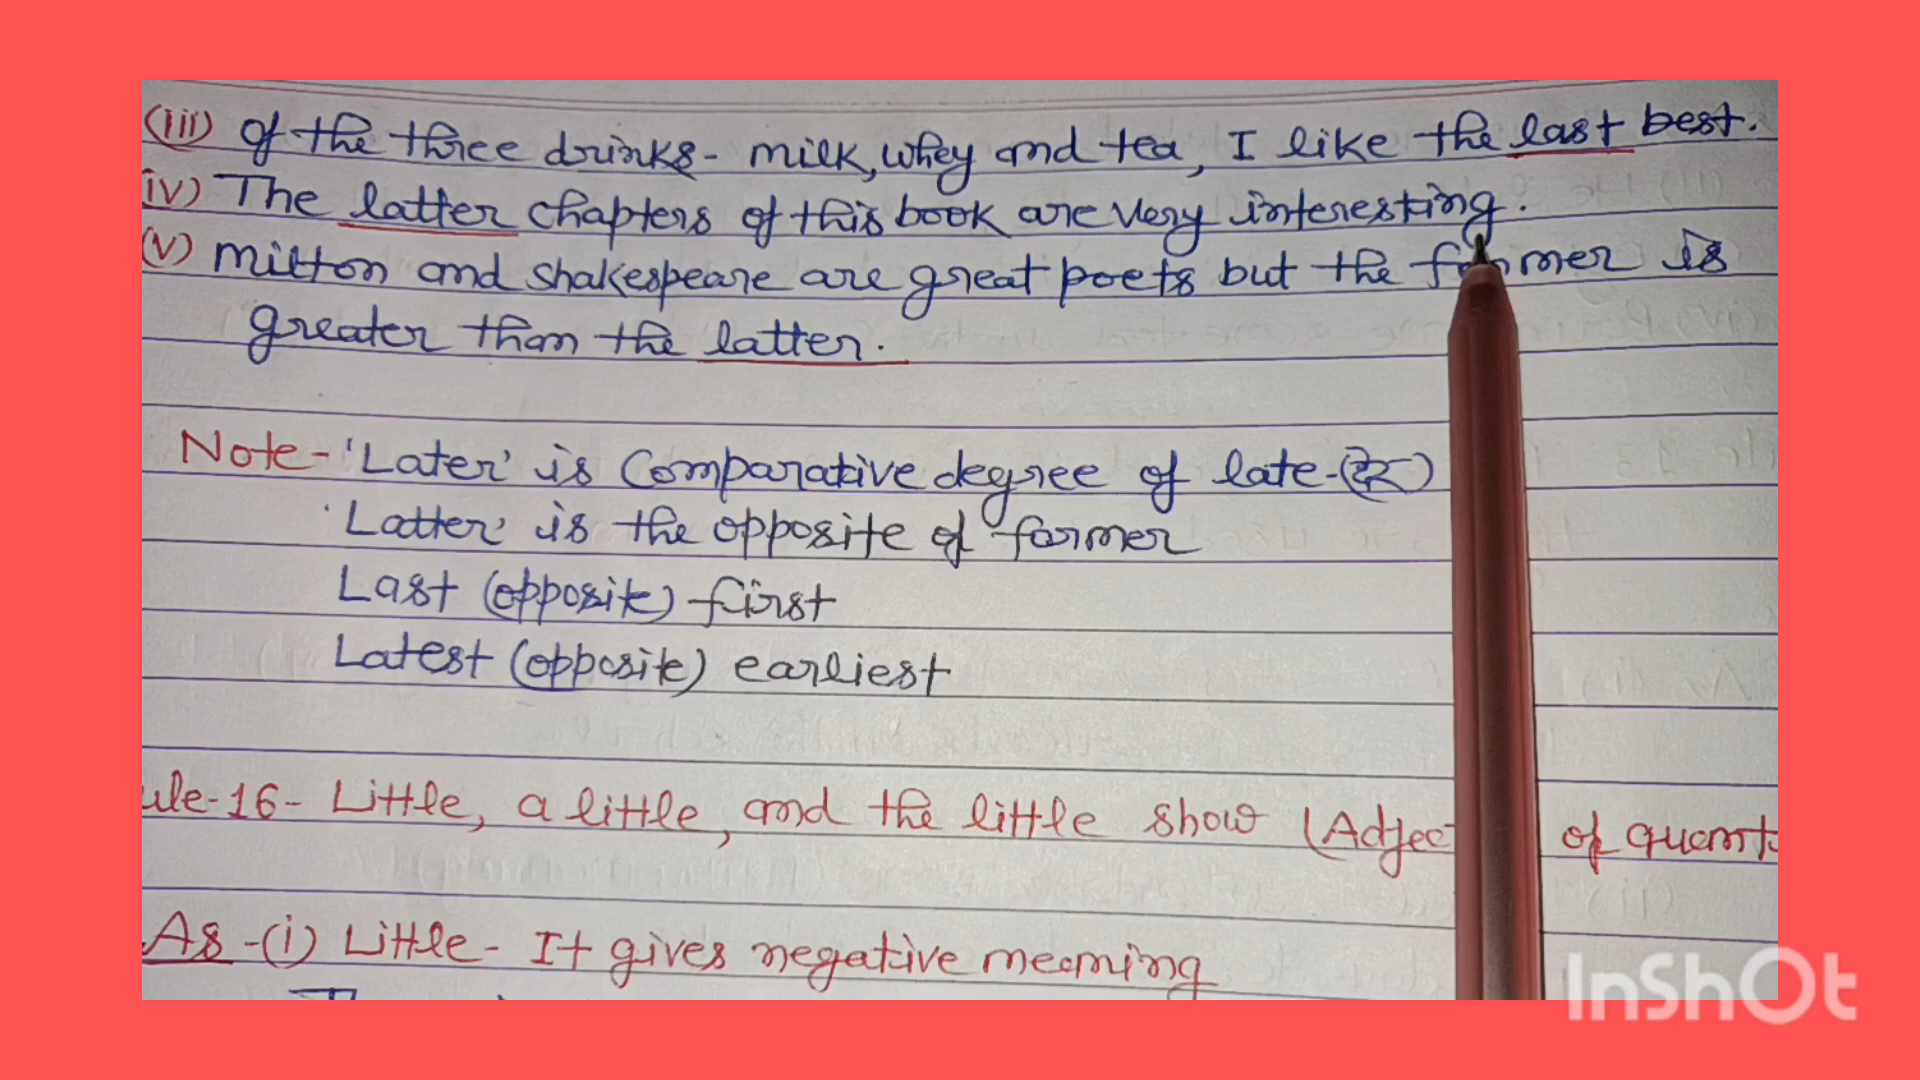 (iii) of the three drinks- milk, whey and tea, I like the last best.
(iv) The latter chapters of this book are very interesting.
(v) Milton and shakespeare are great poets but the former is
greater than the latter.
Note- 'Later' is Comparative degree of late-(देर)
'Latter' is the opposite of former
Last (opposite) first
Latest (opposite) earliest
ule-16- Little, a little, and the little show (Adject of quant
As -(i) Little- It gives negative meaning
InShOt